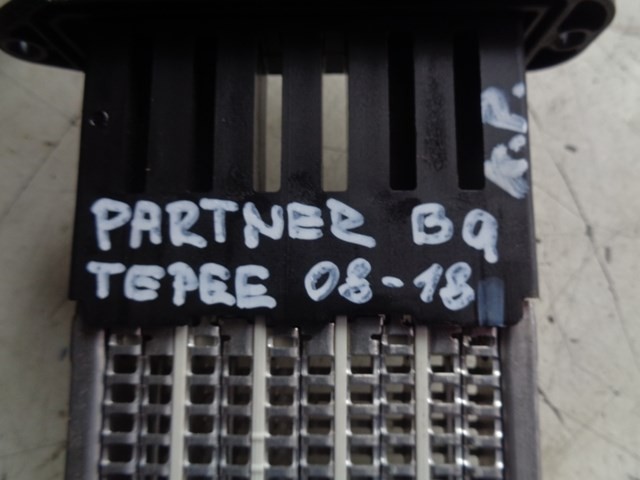 PARTNER B9
TEPEE 08-18
K.P.